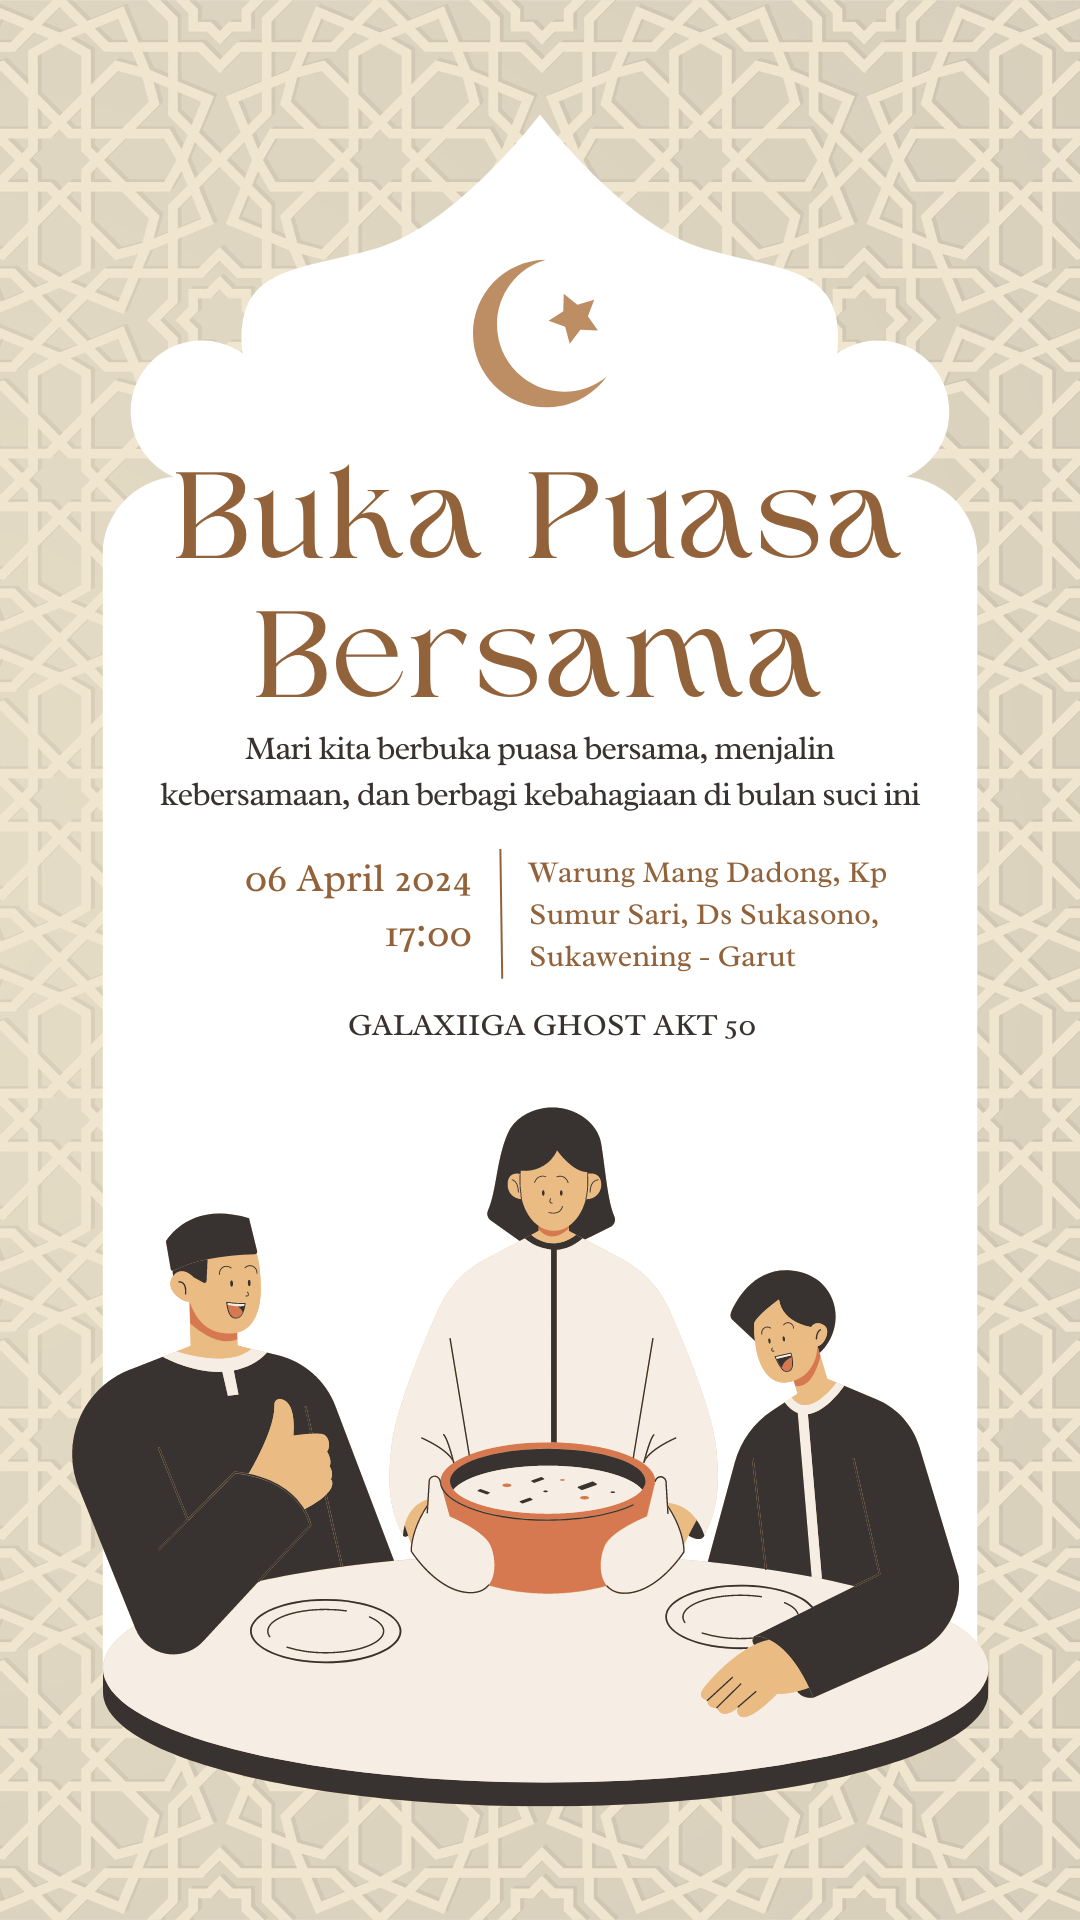 Buka Puasa
Bersama
Mari kita berbuka puasa bersama, menjalin
kebersamaan, dan berbagi kebahagiaan di bulan suci ini
06 April 2024
17:00
Warung Mang Dadong, Kp
Sumur Sari, Ds Sukasono,
Sukawening - Garut
GALAXIIGA GHOST AKT 50